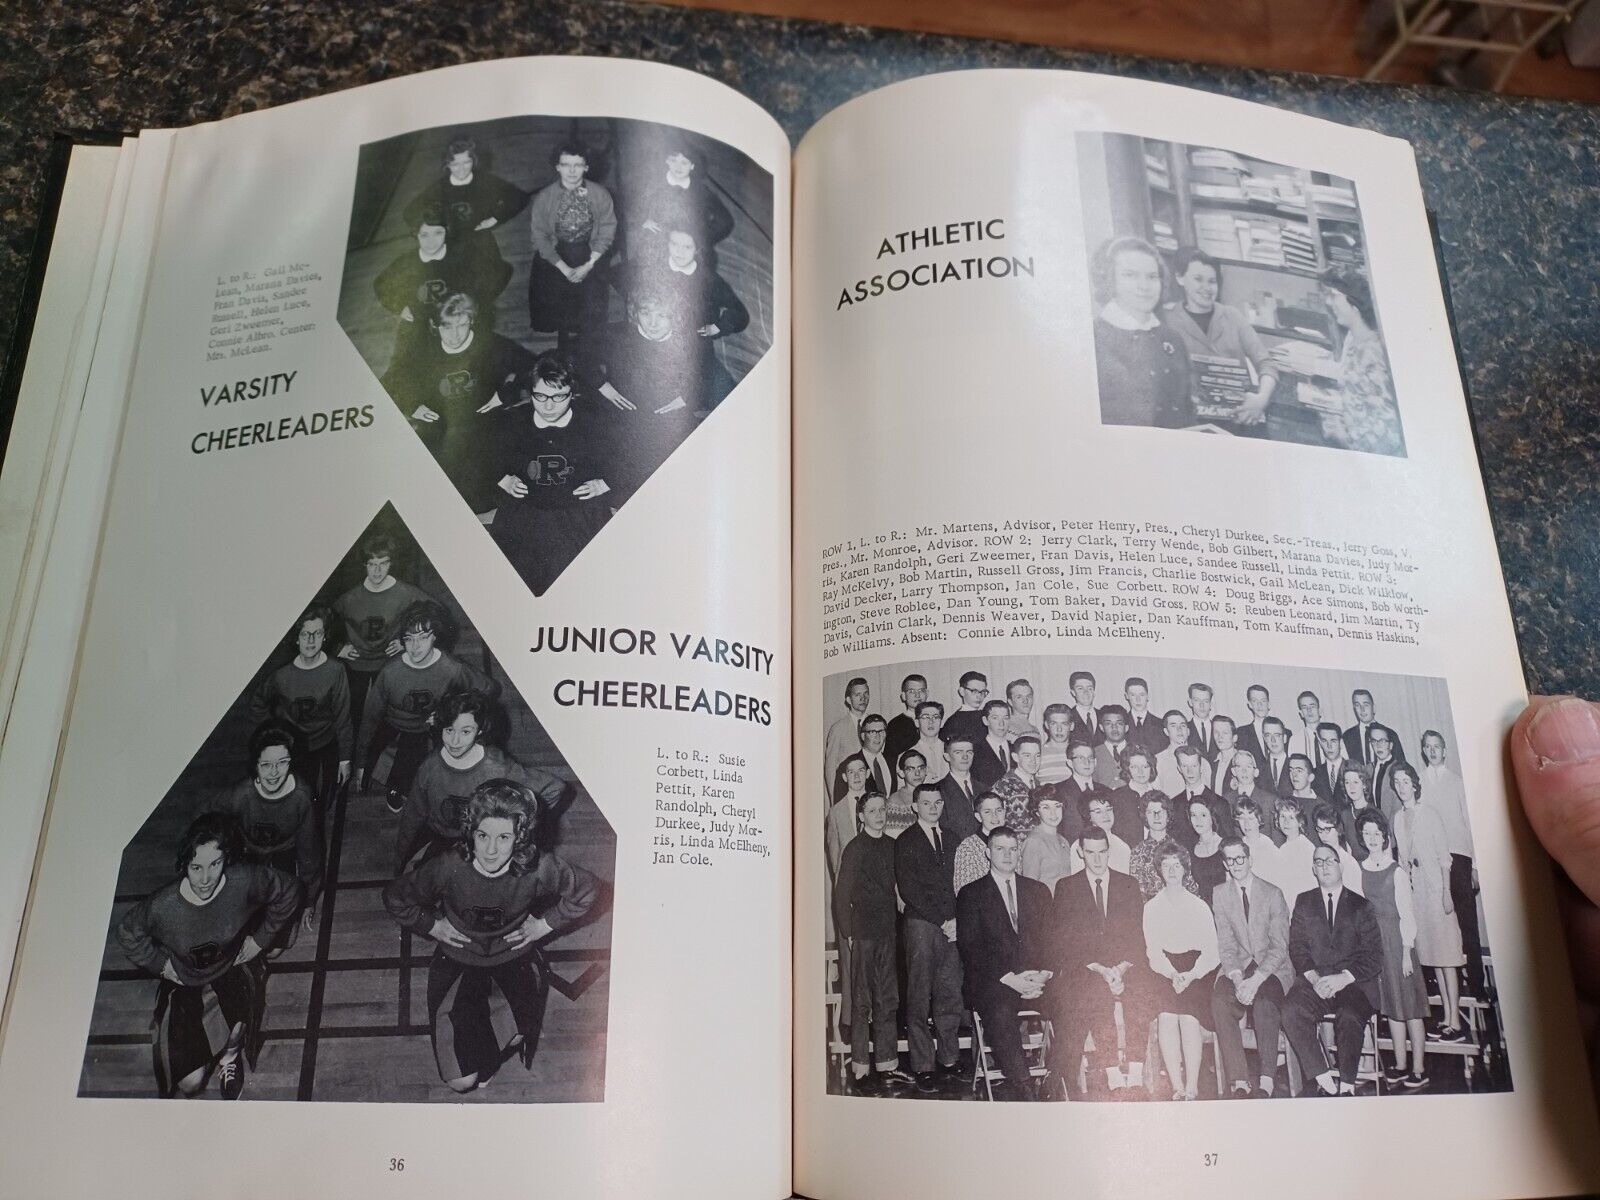 L. to R.: Gail Mc-
Lean, Marana Davies,
Fran Davis, Sandee
Russell, Helen Luce,
Geri Zweemer,
Connie Albro. Center:
Mrs. McLean.
VARSITY
CHEERLEADERS
R
R
R
R
JUNIOR VARSITY
CHEERLEADERS
L. to R.: Susie
Corbett, Linda
Pettit, Karen
Randolph, Cheryl
Durkee, Judy Mor-
ris, Linda McElheny,
Jan Cole.
36
ATHLETIC
ASSOCIATION
ROW 1, L. to R.: Mr. Martens, Advisor, Peter Henry, Pres., Cheryl Durkee, Sec.-Treas., Jerry Goss, V.
Pres., Mr. Monroe, Advisor. ROW 2: Jerry Clark, Terry Wende, Bob Gilbert, Marana Davies, Judy Mor-
ris, Karen Randolph, Geri Zweemer, Fran Davis, Helen Luce, Sandee Russell, Linda Pettit. ROW 3:
Ray McKelvy, Bob Martin, Russell Gross, Jim Francis, Charlie Bostwick, Gail McLean, Dick Wilklow,
David Decker, Larry Thompson, Jan Cole. Sue Corbett. ROW 4: Doug Briggs, Ace Simons, Bob Worth-
ington, Steve Roblee, Dan Young, Tom Baker, David Gross. ROW 5: Reuben Leonard, Jim Martin, Ty
Davis, Calvin Clark, Dennis Weaver, David Napier, Dan Kauffman, Tom Kauffman, Dennis Haskins,
Bob Williams. Absent: Connie Albro, Linda McElheny.
37